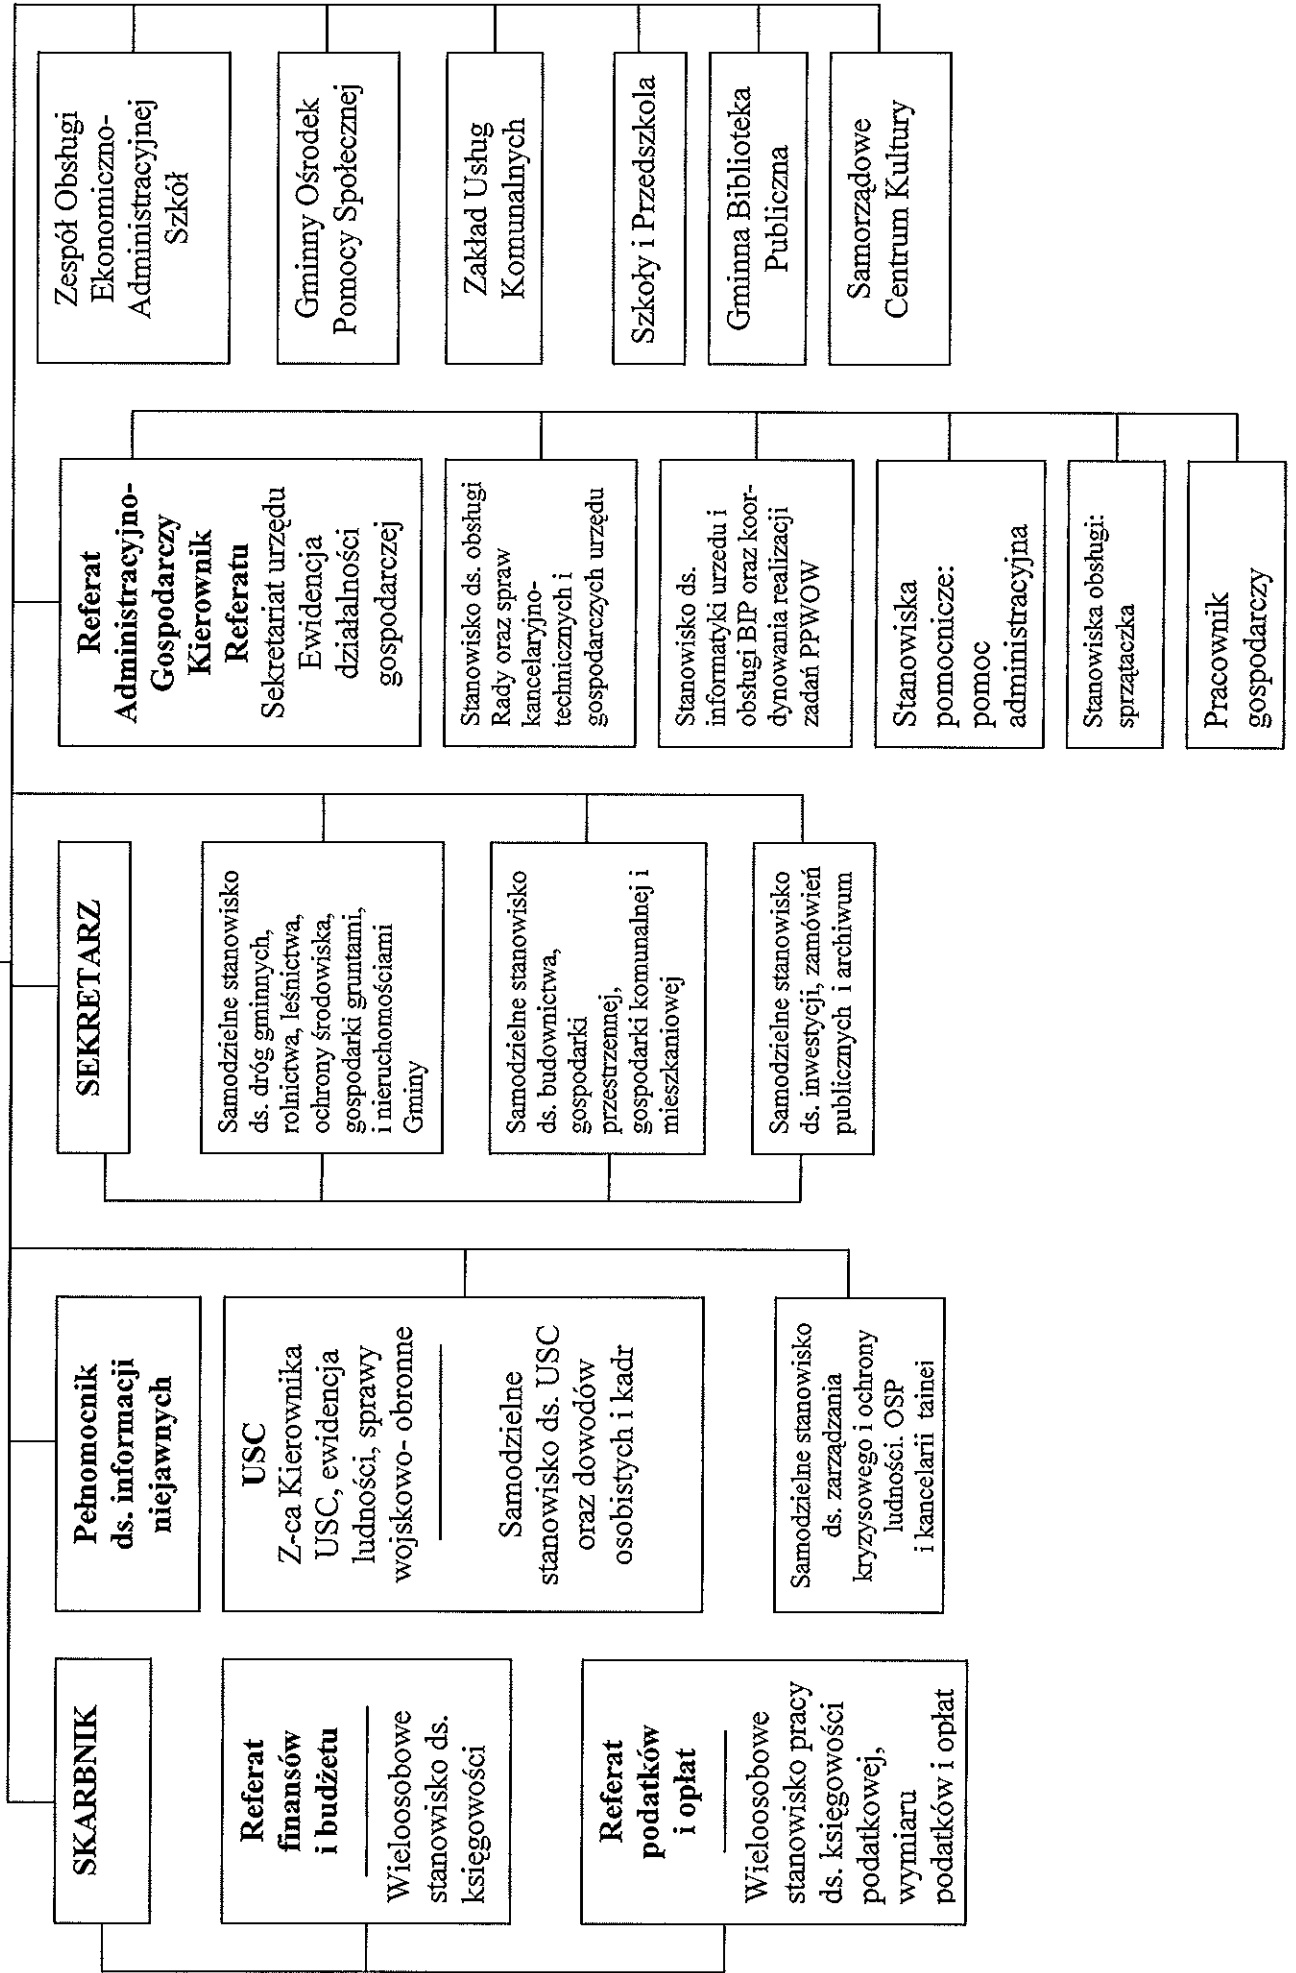 SKARBNIK
Referat
finansów
i budżetu
Wieloosobowe
stanowisko ds.
księgowości
Referat
podatków
i opłat
Wieloosobowe
stanowisko pracy
ds. księgowości
podatkowej,
wymiaru
podatków i opłat
Pełnomocnik
ds. informacji
niejawnych
USC
Z-ca Kierownika
USC, ewidencja
ludności, sprawy
wojskowo- obronne
Samodzielne
stanowisko ds. USC
oraz dowodów
osobistych i kadr
Samodzielne stanowisko
ds. zarządzania
kryzysowego i ochrony
ludności. OSP
i kancelarii tajnej
SEKRETARZ
Samodzielne stanowisko
ds. dróg gminnych,
rolnictwa, leśnictwa,
ochrony środowiska,
gospodarki gruntami,
i nieruchomościami
Gminy
Samodzielne stanowisko
ds. budownictwa,
gospodarki
przestrzennej,
gospodarki komunalnej i
mieszkaniowej
Samodzielne stanowisko
ds. inwestycji, zamówień
publicznych i archiwum
Referat
Administracyjno-
Gospodarczy
Kierownik
Referatu
Sekretariat urzędu
Ewidencja
działalności
gospodarczej
Stanowisko ds. obsługi
Rady oraz spraw
kancelaryjno-
technicznych i
gospodarczych urzędu
Stanowisko ds.
informatyki urzedu i
obsługi BIP oraz koor-
dynowania realizacji
zadań PPWOW
Stanowiska
pomocnicze:
pomoc
administracyjna
Stanowiska obsługi:
sprzątaczka
Pracownik
gospodarczy
Zespół Obsługi
Ekonomiczno-
Administracyjnej
Szkół
Gminny Ośrodek
Pomocy Społecznej
Zakład Usług
Komunalnych
Szkoły i Przedszkola
Gminna Biblioteka
Publiczna
Samorządowe
Centrum Kultury